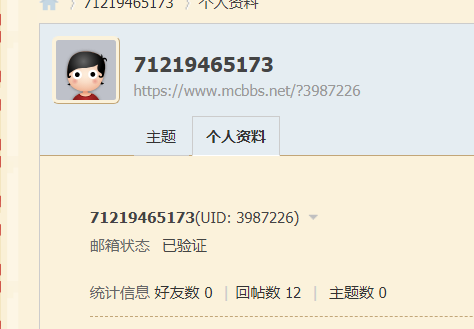 71219465173 〉 个人资料
71219465173
https://www.mcbbs.net/?3987226
主题 个人资料
71219465173(UID: 3987226)
邮箱状态 已验证
统计信息 好友数 0 | 回帖数 12 | 主题数 0